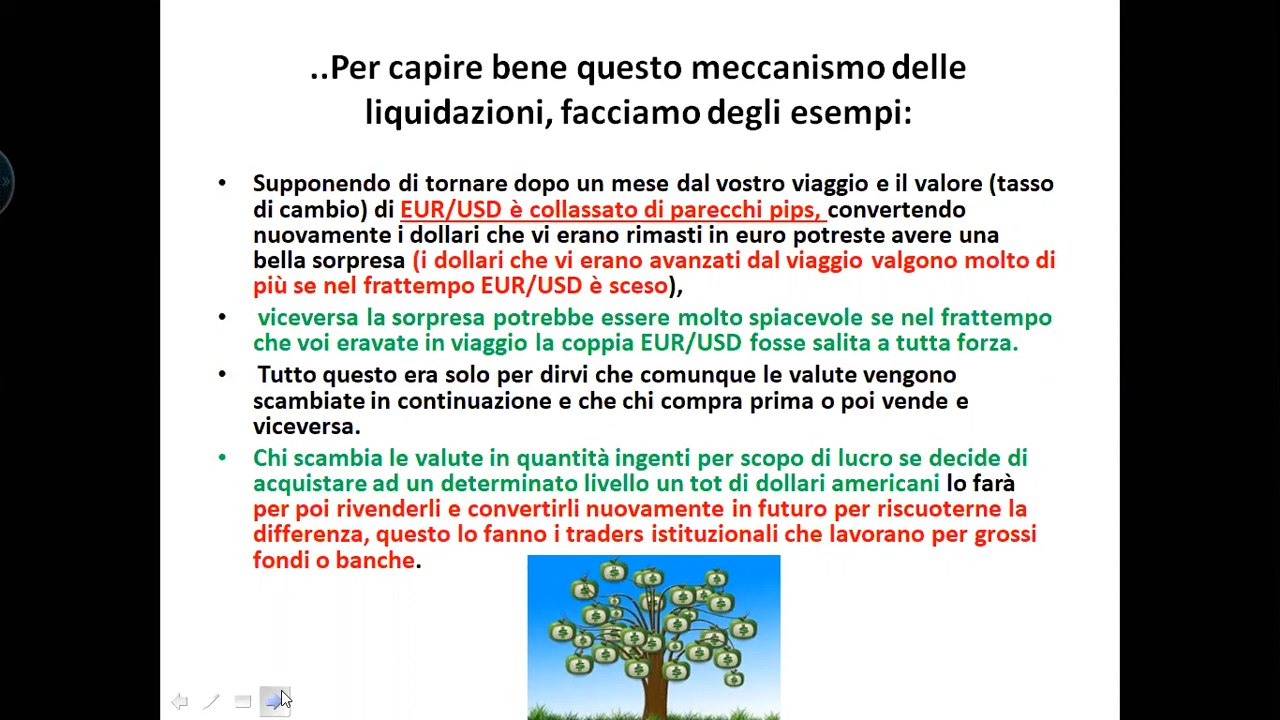 ..Per capire bene questo meccanismo delle
liquidazioni, facciamo degli esempi:
• Supponendo di tornare dopo un mese dal vostro viaggio e il valore (tasso
di cambio) di EUR/USD è collassato di parecchi pips, convertendo
nuovamente i dollari che vi erano rimasti in euro potreste avere una
bella sorpresa (i dollari che vi erano avanzati dal viaggio valgono molto di
più se nel frattempo EUR/USD è sceso),
• viceversa la sorpresa potrebbe essere molto spiacevole se nel frattempo
che voi eravate in viaggio la coppia EUR/USD fosse salita a tutta forza.
• Tutto questo era solo per dirvi che comunque le valute vengono
scambiate in continuazione e che chi compra prima o poi vende e
viceversa.
• Chi scambia le valute in quantità ingenti per scopo di lucro se decide di
acquistare ad un determinato livello un tot di dollari americani lo farà
per poi rivenderli e convertirli nuovamente in futuro per riscuoterne la
differenza, questo lo fanno i traders istituzionali che lavorano per grossi
fondi o banche.